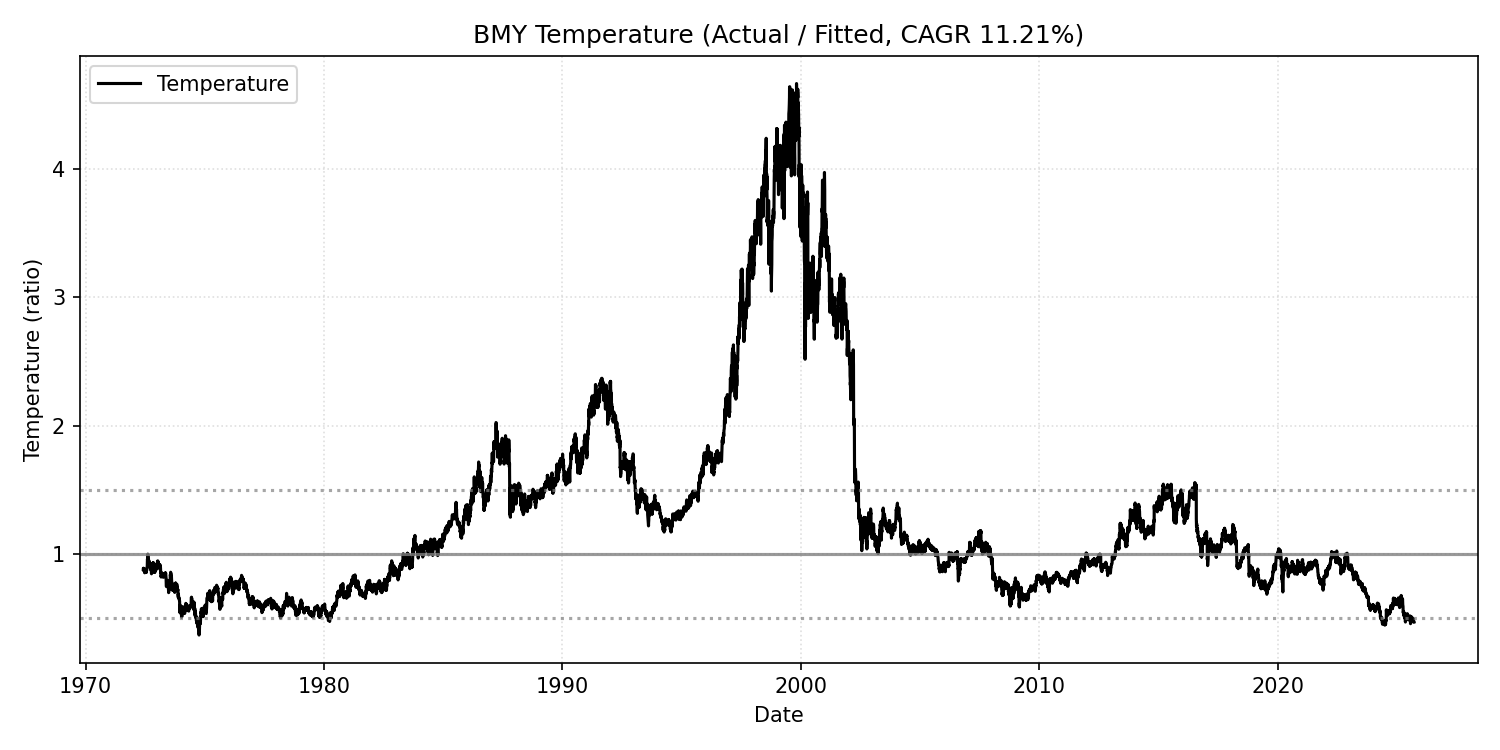 BMY Temperature (Actual / Fitted, CAGR 11.21%)
Temperature
Temperature (ratio)
4
3
2
1
1970 1980 1990 2000 2010 2020
Date